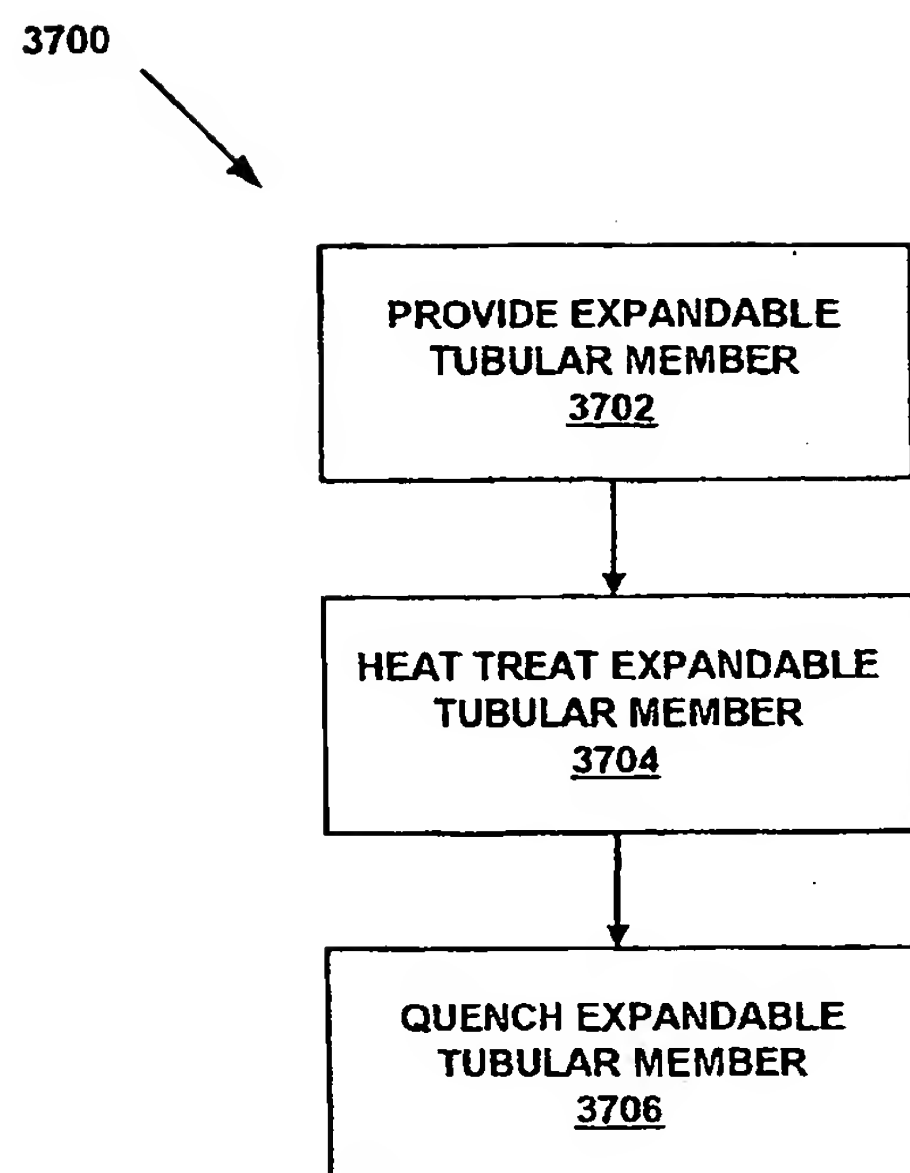 3700
PROVIDE EXPANDABLE
TUBULAR MEMBER
3702
HEAT TREAT EXPANDABLE
TUBULAR MEMBER
3704
QUENCH EXPANDABLE
TUBULAR MEMBER
3706